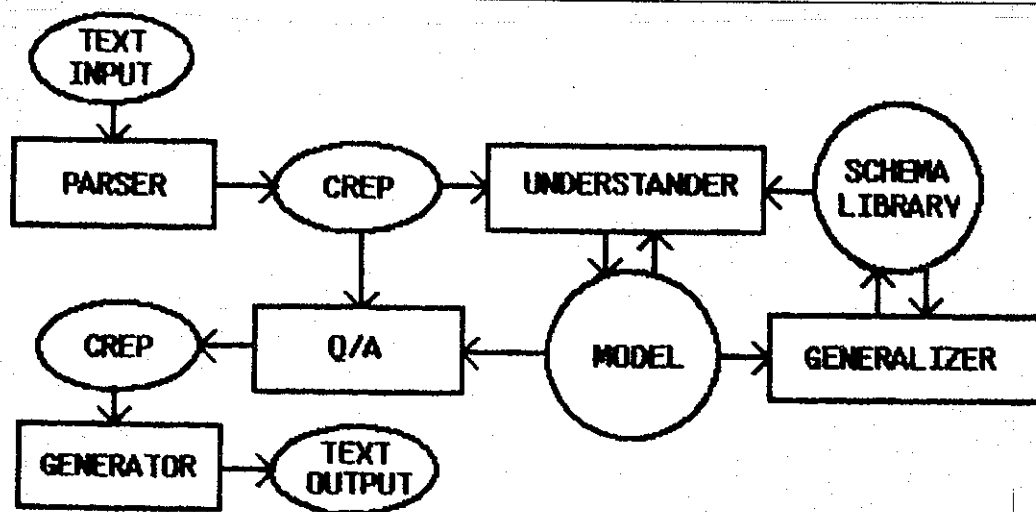 TEXT
INPUT
PARSER
CREP
UNDERSTANDER
SCHEMA
LIBRARY
CREP
Q/A
MODEL
GENERALIZER
GENERATOR
TEXT
OUTPUT